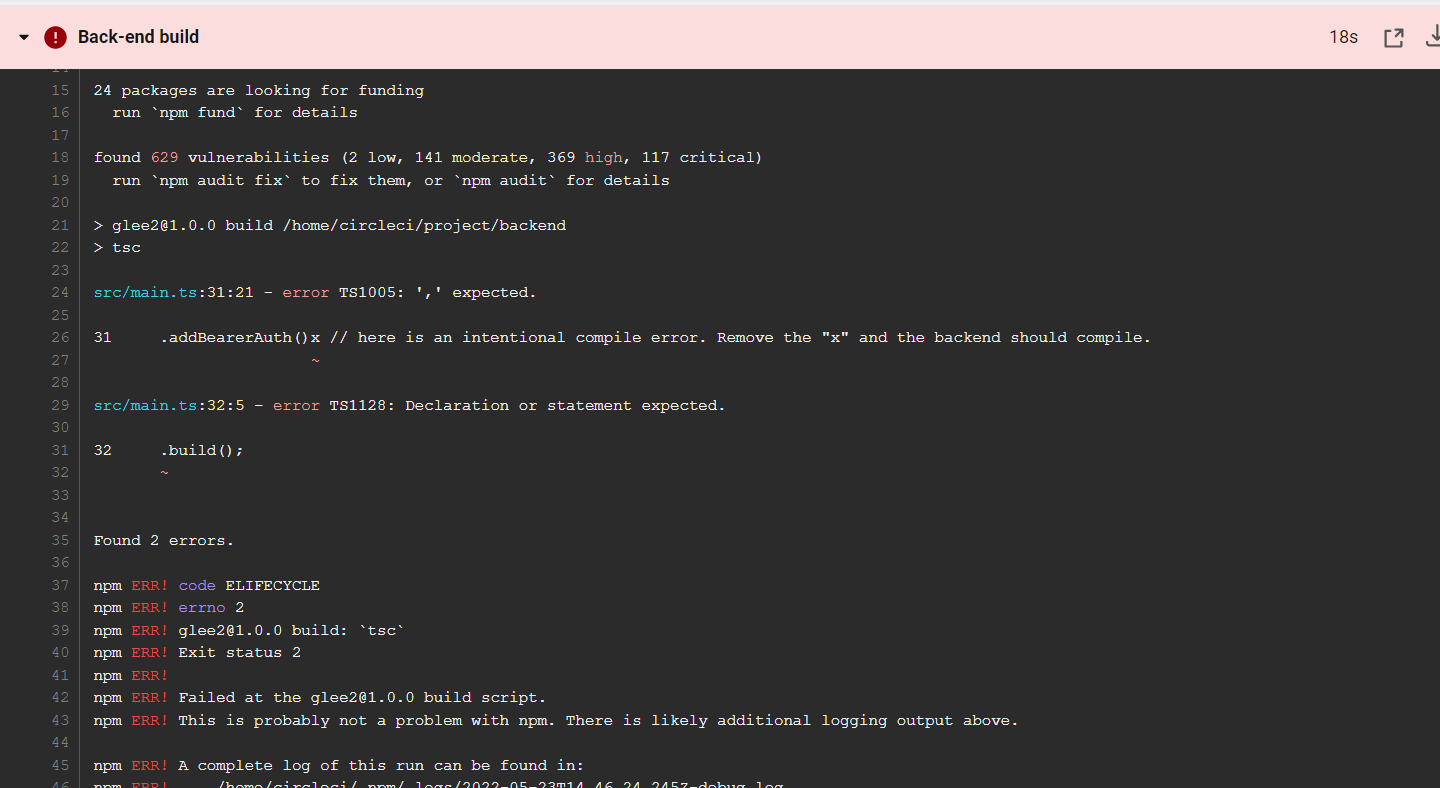 Back-end build
18s
15 24 packages are looking for funding
16 run `npm fund` for details
17
18 found 629 vulnerabilities (2 low, 141 moderate, 369 high, 117 critical)
19 run `npm audit fix` to fix them, or `npm audit` for details
20
21 > glee2@1.0.0 build /home/circleci/project/backend
22 > tsc
23
24 src/main.ts:31:21 - error TS1005: ',' expected.
25
26 31 .addBearerAuth()x // here is an intentional compile error. Remove the "x" and the backend should compile.
27 ~
28
29 src/main.ts:32:5 - error TS1128: Declaration or statement expected.
30
31 32 .build();
32 ~
33
34
35 Found 2 errors.
36
37 npm ERR! code ELIFECYCLE
38 npm ERR! errno 2
39 npm ERR! glee2@1.0.0 build: `tsc`
40 npm ERR! Exit status 2
41 npm ERR!
42 npm ERR! Failed at the glee2@1.0.0 build script.
43 npm ERR! This is probably not a problem with npm. There is likely additional logging output above.
44
45 npm ERR! A complete log of this run can be found in:
46 npm ERR! /home/circleci/.npm/_logs/2022-05-23T14_46_24_245Z-debug.log